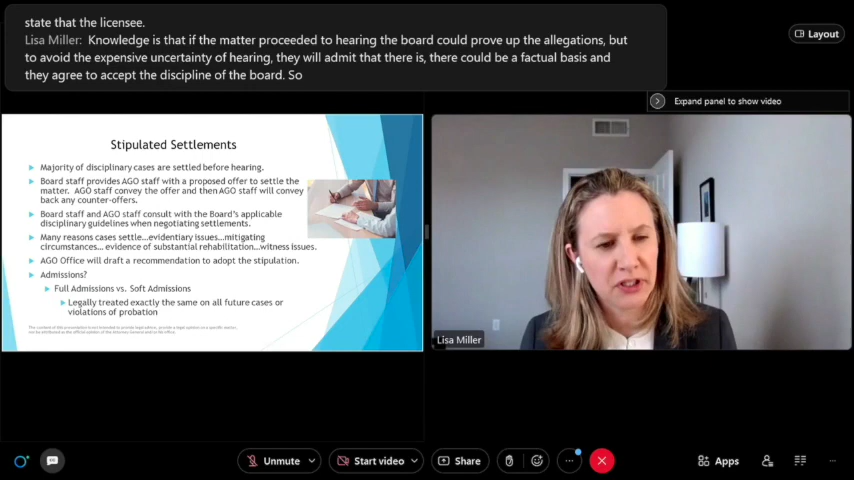 state that the licensee.
Lisa Miller: Knowledge is that if the matter proceeded to hearing the board could prove up the allegations, but
to avoid the expensive uncertainty of hearing, they will admit that there is, there could be a factual basis and
they agree to accept the discipline of the board. So
Layout
Expand panel to show video
Stipulated Settlements
Majority of disciplinary cases are settled before hearing.
Board staff provides AGO staff with a proposed offer to settle the
matter. AGO staff convey the offer and then AGO staff will convey
back any counter-offers.
Board staff and AGO staff consult with the Board's applicable
disciplinary guidelines when negotiating settlements.
Many reasons cases settle...evidentiary issues...mitigating
circumstances... evidence of substantial rehabilitation...witness issues.
AGO Office will draft a recommendation to adopt the stipulation.
Admissions?
Full Admissions vs. Soft Admissions
Legally treated exactly the same on all future cases or
violations of probation
Lisa Miller
Unmute
Start video
Share
Apps